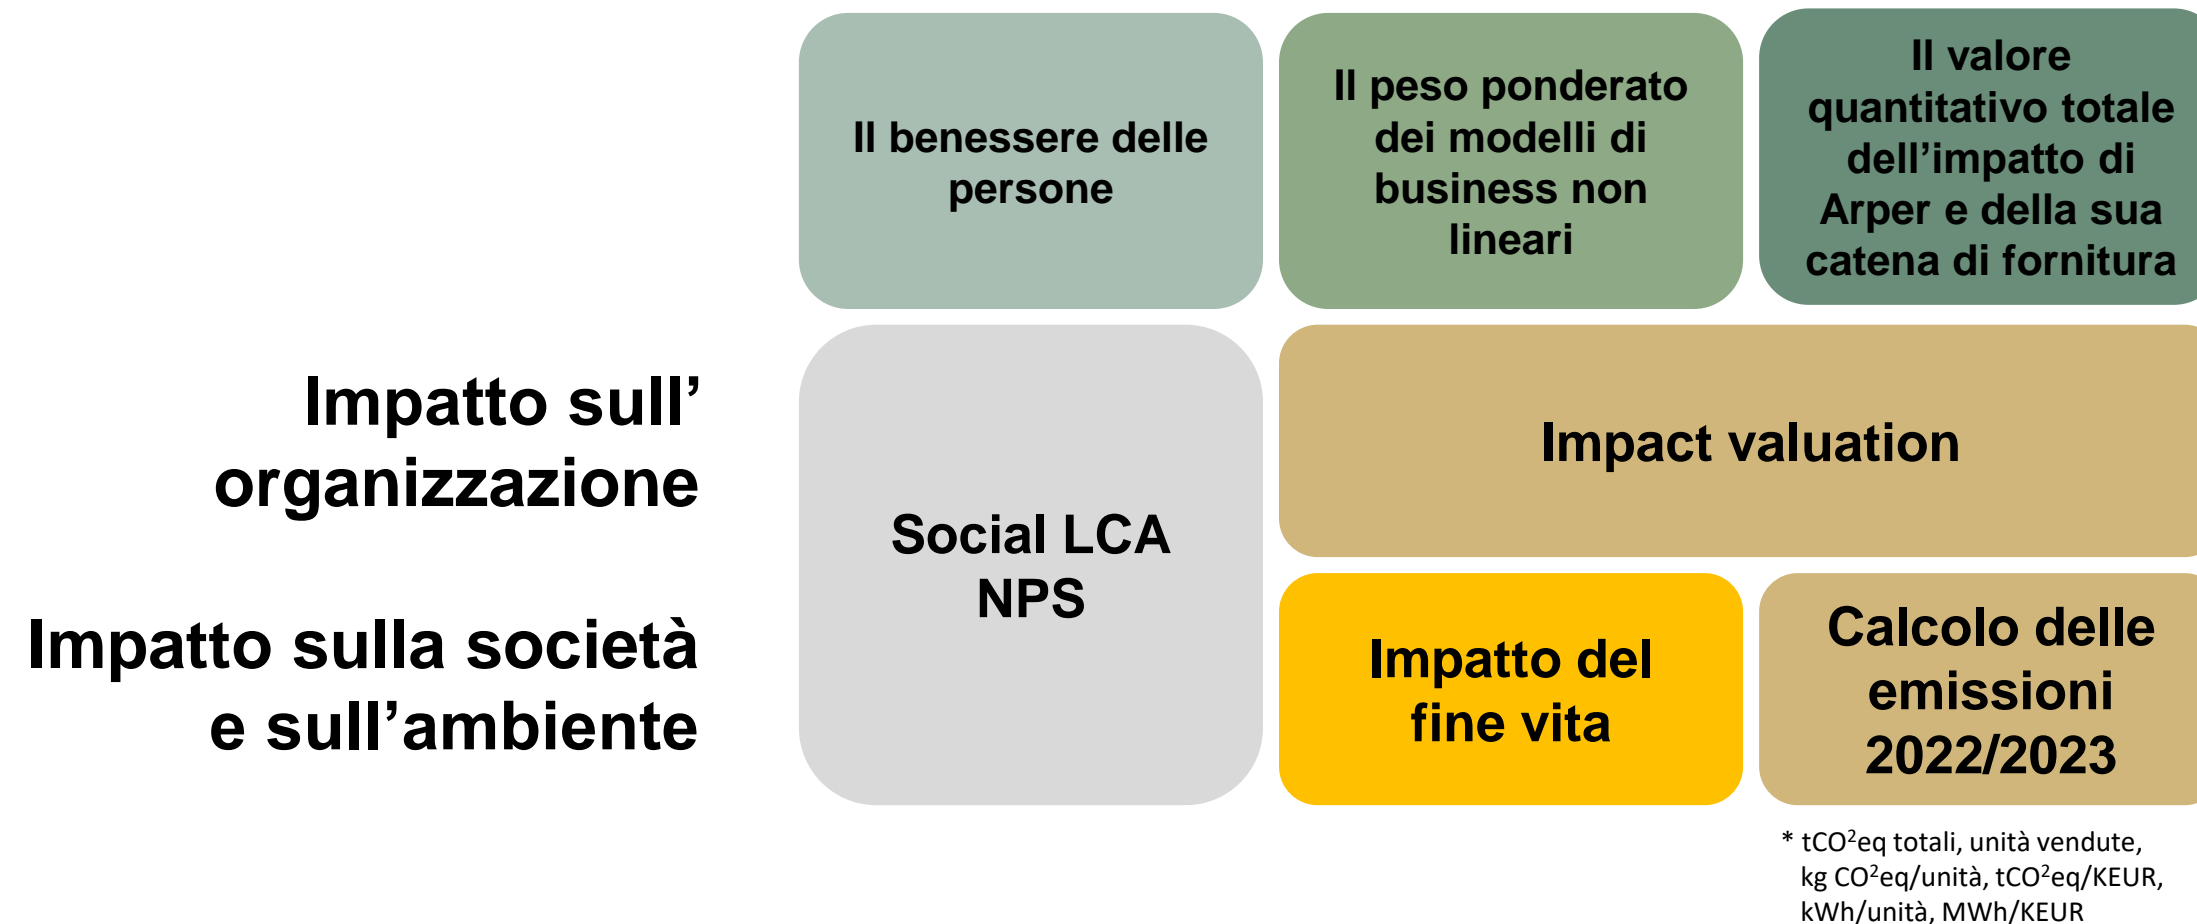 Il benessere delle
persone
Il peso ponderato
dei modelli di
business non
lineari
Il valore
quantitativo totale
dell’impatto di
Arper e della sua
catena di fornitura
Impatto sull’
organizzazione
Impatto sulla società
e sull’ambiente
Social LCA
NPS
Impact valuation
Impatto del
fine vita
Calcolo delle
emissioni
2022/2023
* tCO²eq totali, unità vendute,
kg CO²eq/unità, tCO²eq/KEUR,
kWh/unità, MWh/KEUR